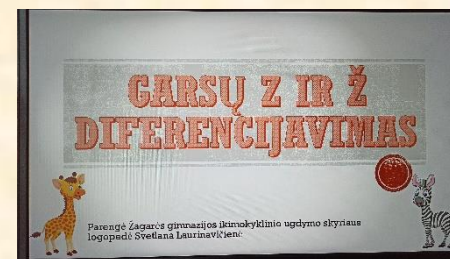 GARSŲ Z IR Ž
DIFERENCIJAVIMAS
Parengė Žagarės gimnazijos ikimokyklinio ugdymo skyriaus
logopedė Svetlana Laurinavičienė